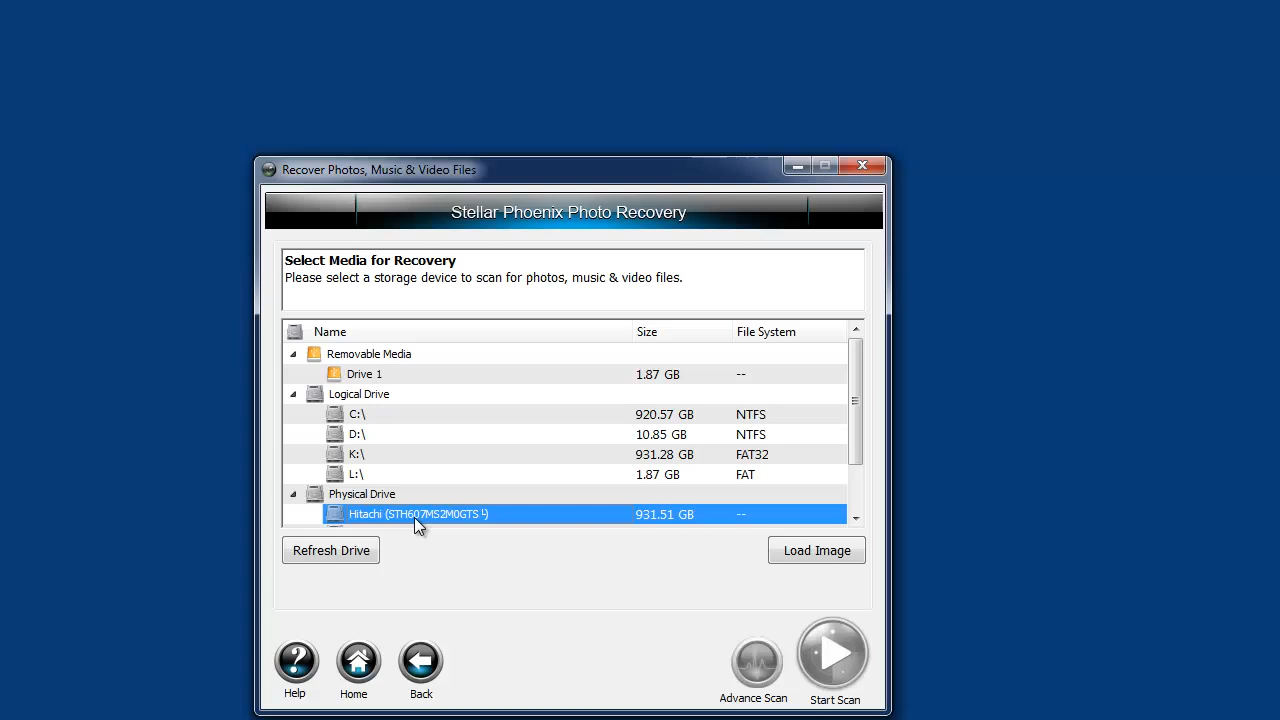 Recover Photos, Music & Video Files
Stellar Phoenix Photo Recovery
Select Media for Recovery
Please select a storage device to scan for photos, music & video files.
Name Size File System
Removable Media
Drive 1 1.87 GB --
Logical Drive
C:\ 920.57 GB NTFS
D:\ 10.85 GB NTFS
K:\ 931.28 GB FAT32
L:\ 1.87 GB FAT
Physical Drive
Hitachi (STH607MS2M0GTS 931.51 GB --
Refresh Drive Load Image
? Help Home Back Advance Scan Start Scan